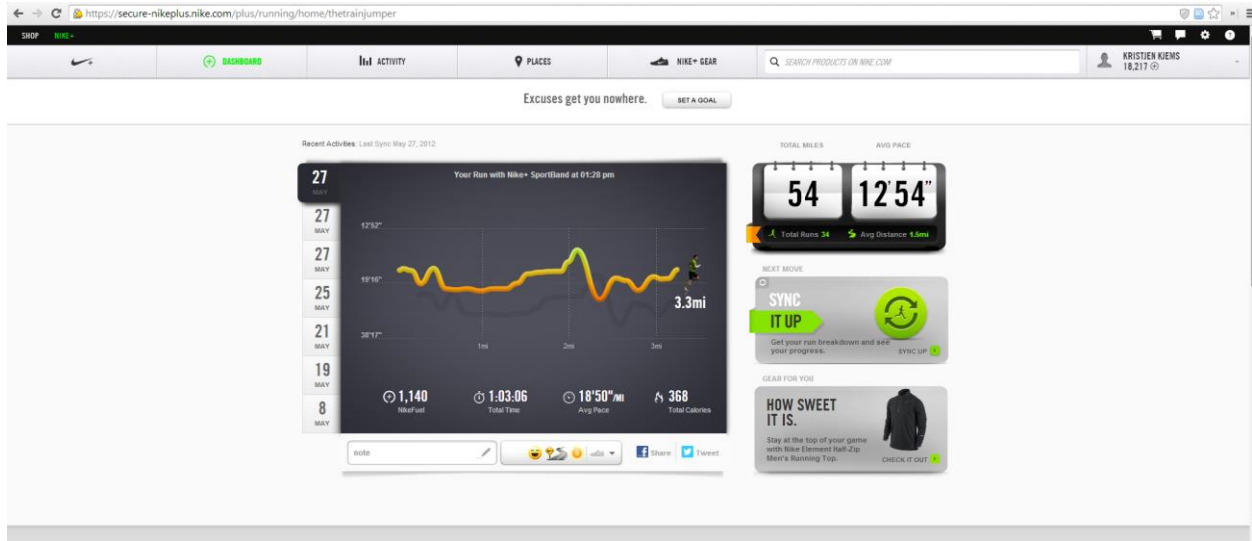 https://secure-nikeplus.nike.com/plus/running/home/thetrainjumper
SHOP NIKE+
DASHBOARD ACTIVITY PLACES NIKE+ GEAR SEARCH PRODUCTS ON NIKE.COM KRISTJEN KJEMS
18,217
Excuses get you nowhere. SET A GOAL
Recent Activities: Last Sync May 27, 2012
27
MAY
27
MAY
27
MAY
25
MAY
21
MAY
19
MAY
8
MAY
Your Run with Nike+ SportBand at 01:28 pm
12'52"
19'16"
38'17"
3.3mi
1mi 2mi 3mi
1,140 1:03:06 18'50"/MI 368
NikeFuel Total Time Avg Pace Total Calories
note Share Tweet
TOTAL MILES AVG PACE
54 12'54"
Total Runs 34 Avg Distance 1.5mi
NEXT MOVE
SYNC
IT UP
Get your run breakdown and see
your progress. SYNC UP
GEAR FOR YOU
HOW SWEET
IT IS.
Stay at the top of your game
with Nike Element Half-Zip
Men's Running Top. CHECK IT OUT